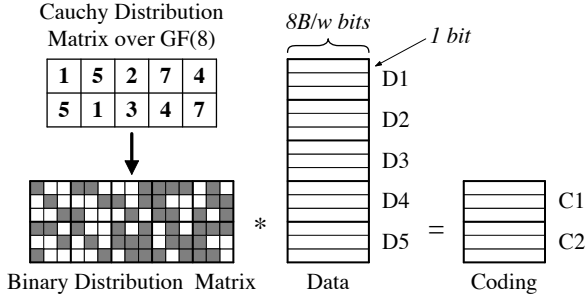 Cauchy Distribution
Matrix over GF(8)
1 5 2 7 4
5 1 3 4 7
8B/w bits
1 bit
D1
D2
D3
D4
D5
*
=
C1
C2
Binary Distribution Matrix
Data
Coding